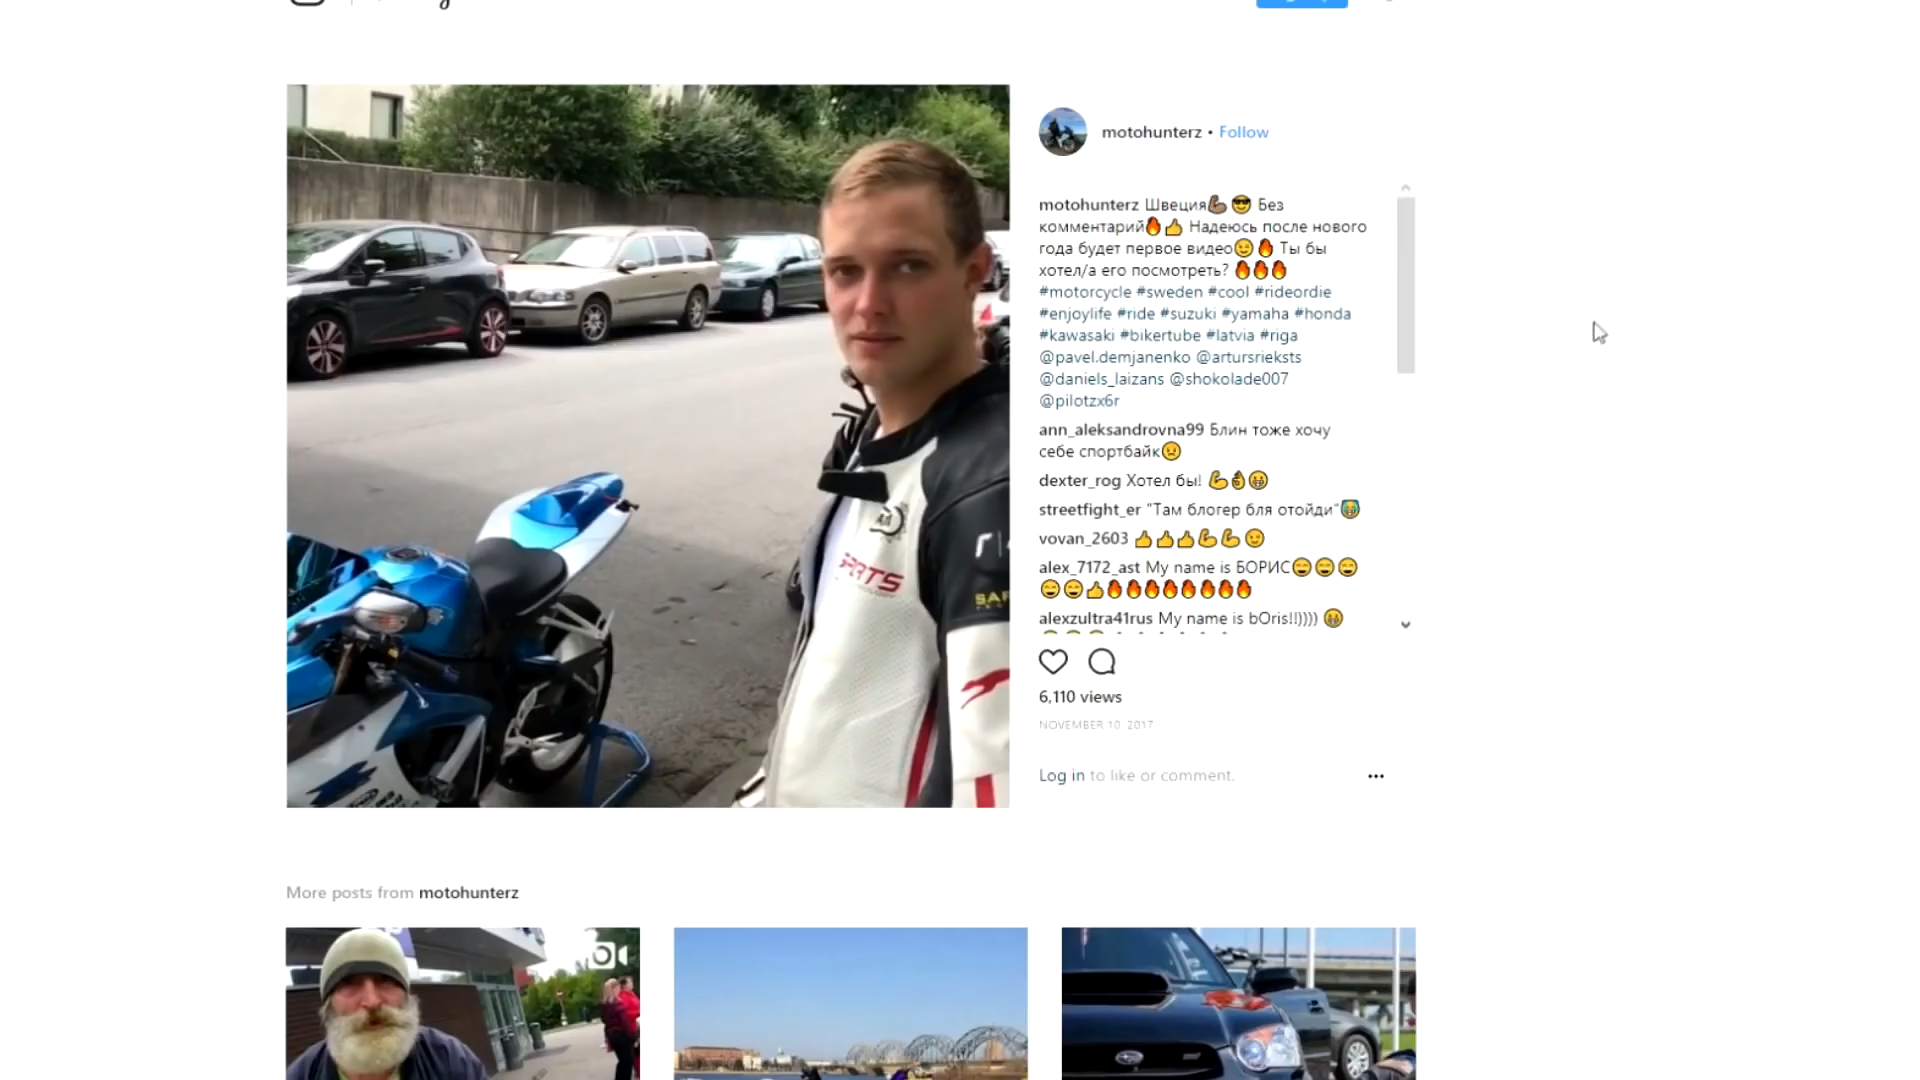 motohunterz • Follow
motohunterz Швеция💪🏽😎 Без
комментарий🔥👍 Надеюсь после нового
года будет первое видео😉🔥 Ты бы
хотел/а его посмотреть? 🔥🔥🔥
#motorcycle #sweden #cool #rideordie
#enjoylife #ride #suzuki #yamaha #honda
#kawasaki #bikertube #latvia #riga
@pavel.demjanenko @artursrieksts
@daniels_laizans @shokolade007
@pilotzx6r
ann_aleksandrovna99 Блин тоже хочу
себе спортбайк😣
dexter_rog Хотел бы! 💪👌😁
streetfight_er "Там блогер бля отойди"😭
vovan_2603 👍👍👍💪💪😉
alex_7172_ast My name is БОРИС😄😄😄
😄😄👍🔥🔥🔥🔥🔥🔥🔥🔥
alexzultra41rus My name is bOris!!)))) 😁
6,110 views
NOVEMBER 10, 2017
Log in to like or comment.
More posts from motohunterz